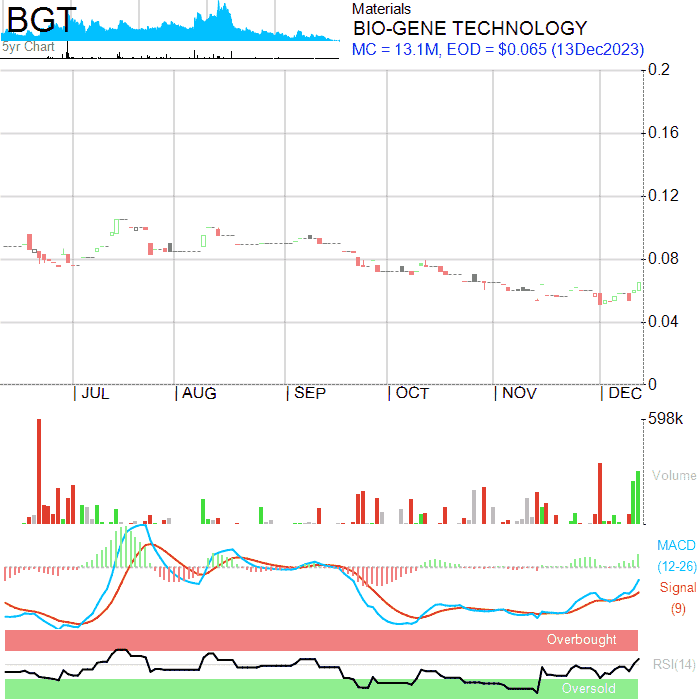 BGT
5yr Chart
Materials
BIO-GENE TECHNOLOGY
MC = 13.1M, EOD = $0.065 (13Dec2023)
0.2
0.16
0.12
0.08
0.04
0
JUL AUG SEP OCT NOV DEC
598k
Volume
MACD
(12-26)
Signal
(9)
Overbought
RSI(14)
Oversold